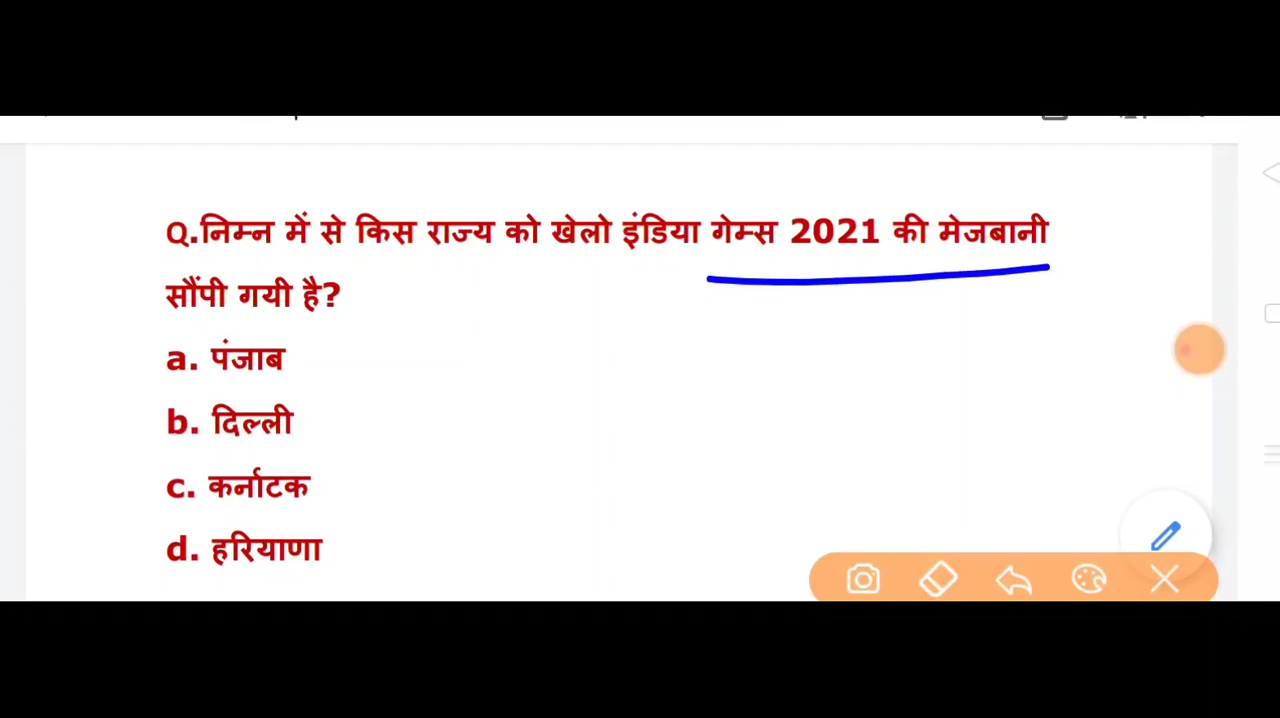 Q.निम्न में से किस राज्य को खेलो इंडिया गेम्स 2021 की मेजबानी
सौंपी गयी है?
a. पंजाब
b. दिल्ली
c. कर्नाटक
d. हरियाणा